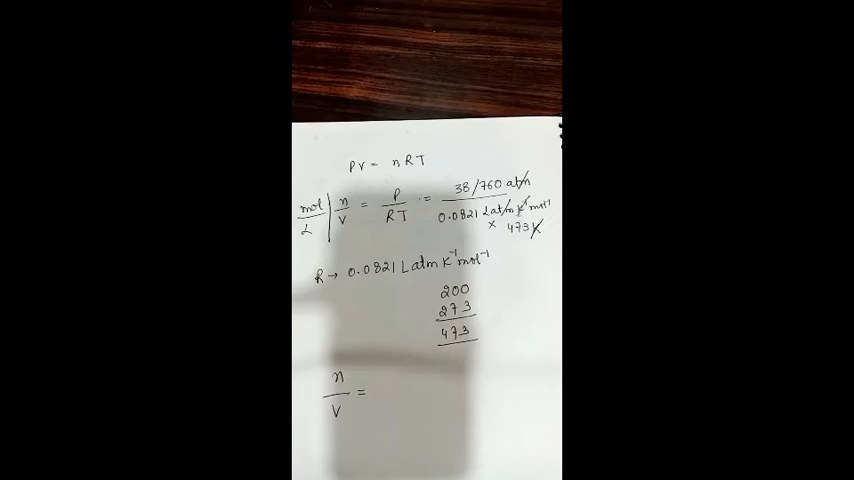 PV = nRT
mol/L | n/V = P/RT = 38/760 atm / 0.0821 L atm K⁻¹ mol⁻¹ × 473 K
R → 0.0821 L atm K⁻¹ mol⁻¹
200
273
473
n/V =